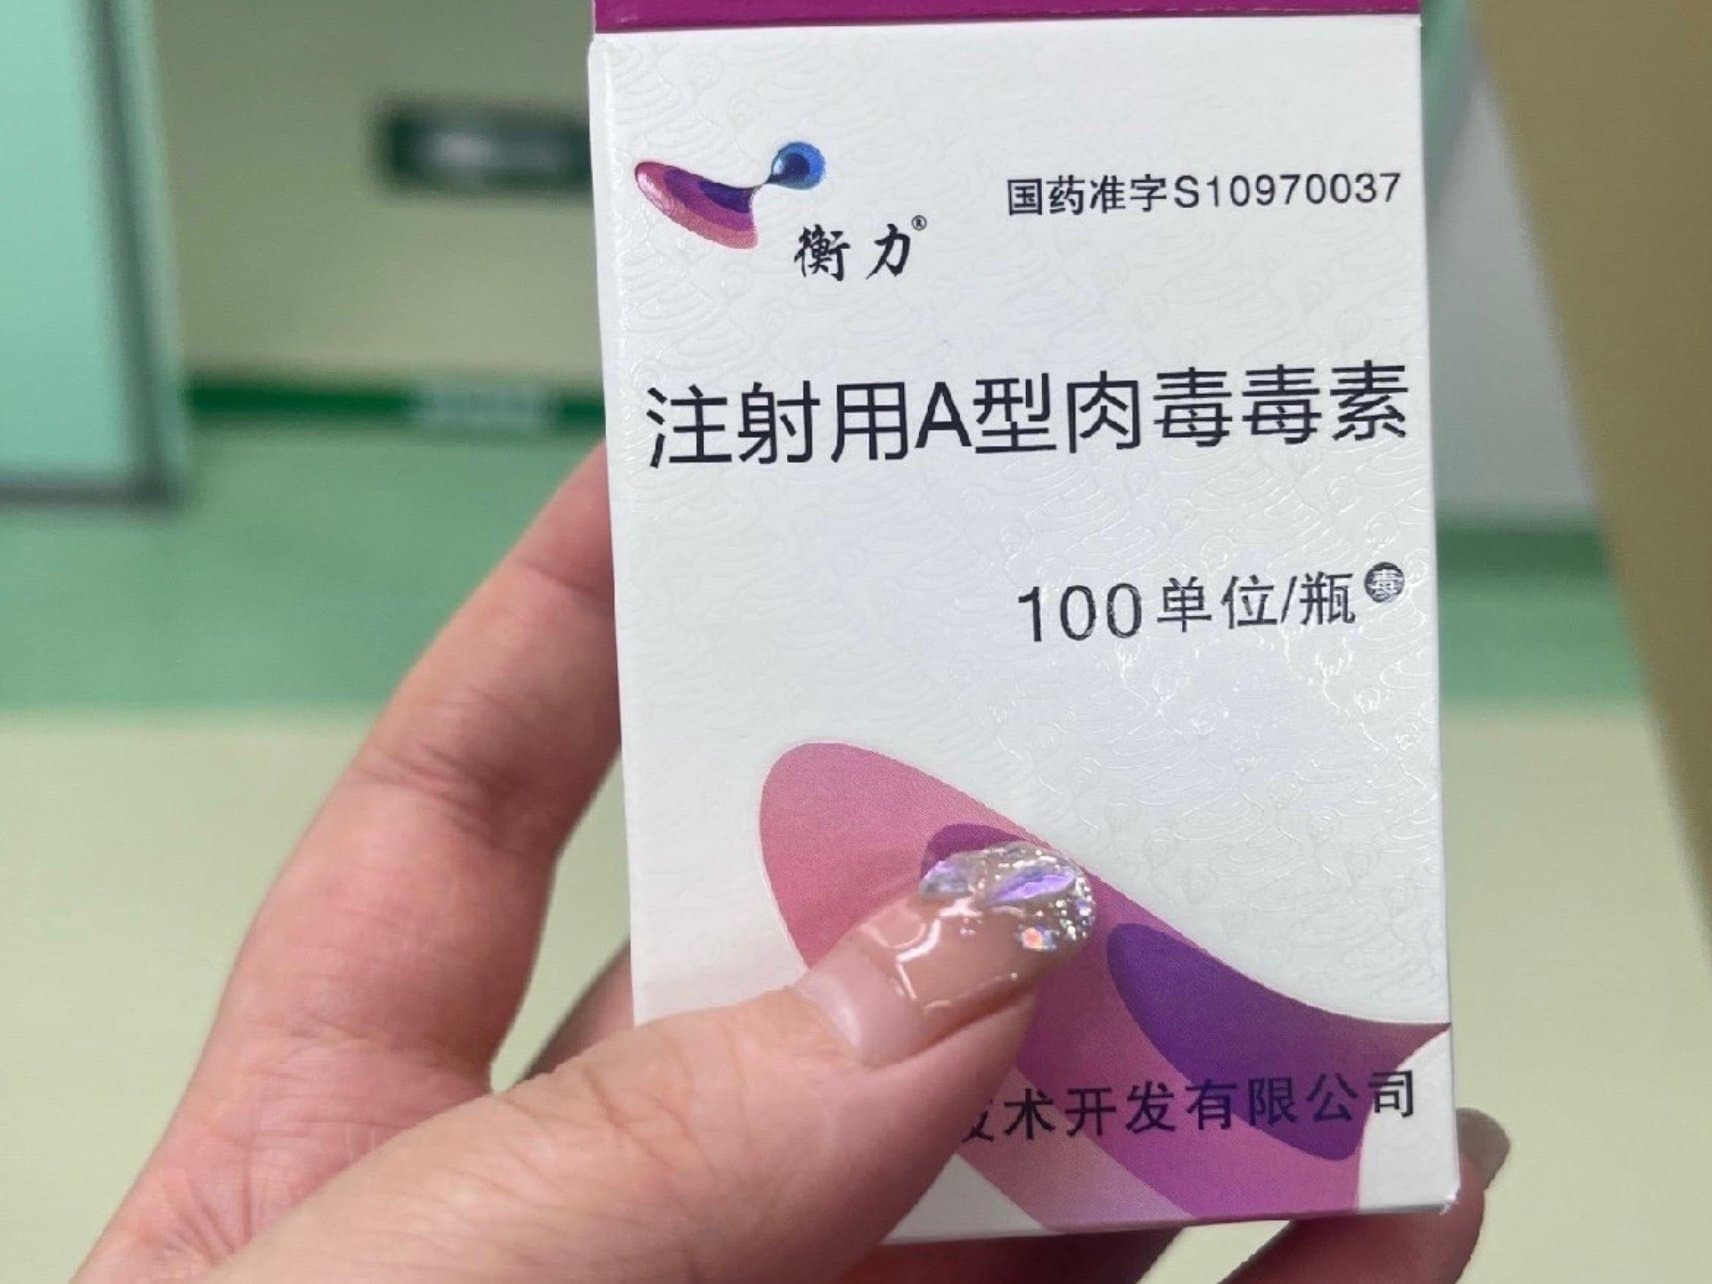 国药准字S10970037
衡力®
注射用A型肉毒毒素
100单位/瓶 毒
术开发有限公司